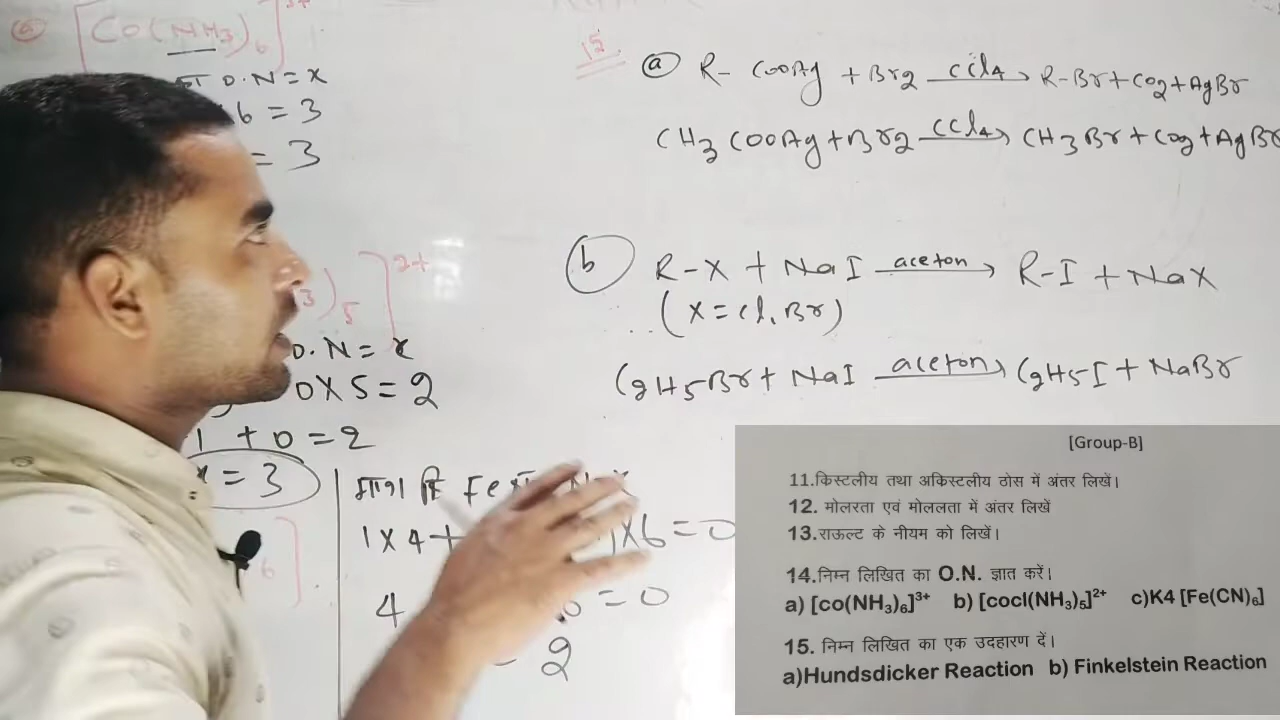 a [CO(NH3)6]3+
O.N = x
6 = 3
= 3
]2+
3)5
O.N = x
0X5 = 2
1 + 0 = 2
x = 3
6 ]
माना कि Fe
1X4+ X6 = 0
4 = 0
= 2
15
a R- COOAg + Br2 CCl4 → R-Br + CO2 + AgBr
CH3COOAg + Br2 CCl4 → CH3Br + CO2 + AgBr
b R-X + NaI aceton → R-I + NaX
(X = Cl, Br)
C2H5Br + NaI aceton → C2H5I + NaBr
[Group-B]
11.किस्टलीय तथा अकिस्टलीय ठोस में अंतर लिखें।
12. मोलरता एवं मोललता में अंतर लिखें
13.राऊल्ट के नीयम को लिखें।
14.निम्न लिखित का O.N. ज्ञात करें।
a) [co(NH3)6]3+ b) [cocl(NH3)5]2+ c)K4 [Fe(CN)6]
15. निम्न लिखित का एक उदहारण दें।
a)Hundsdicker Reaction b) Finkelstein Reaction